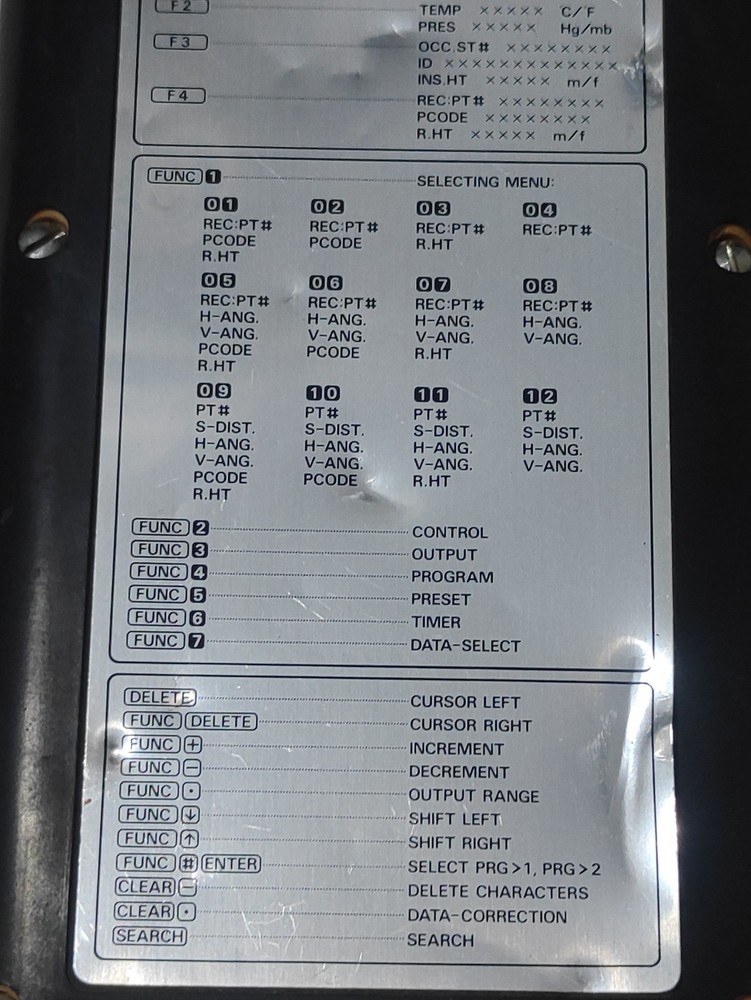 F2
TEMP ××××× C/F
PRES ××××× Hg/mb
F3
OCC.ST# ××××××××
ID ×××××××××××××
INS.HT ××××× m/f
F4
REC:PT# ××××××××
PCODE ××××××××
R.HT ××××× m/f
FUNC 1 SELECTING MENU:
01 02 03 04
REC:PT# REC:PT# REC:PT# REC:PT#
PCODE PCODE R.HT
R.HT
05 06 07 08
REC:PT# REC:PT# REC:PT# REC:PT#
H-ANG. H-ANG. H-ANG. H-ANG.
V-ANG. V-ANG. V-ANG. V-ANG.
PCODE PCODE R.HT
R.HT
09 10 11 12
PT# PT# PT# PT#
S-DIST. S-DIST. S-DIST. S-DIST.
H-ANG. H-ANG. H-ANG. H-ANG.
V-ANG. V-ANG. V-ANG. V-ANG.
PCODE PCODE R.HT
R.HT
FUNC 2 CONTROL
FUNC 3 OUTPUT
FUNC 4 PROGRAM
FUNC 5 PRESET
FUNC 6 TIMER
FUNC 7 DATA-SELECT
DELETE CURSOR LEFT
FUNC DELETE CURSOR RIGHT
FUNC + INCREMENT
FUNC − DECREMENT
FUNC · OUTPUT RANGE
FUNC ↓ SHIFT LEFT
FUNC ↑ SHIFT RIGHT
FUNC # ENTER SELECT PRG>1, PRG>2
CLEAR − DELETE CHARACTERS
CLEAR · DATA-CORRECTION
SEARCH SEARCH